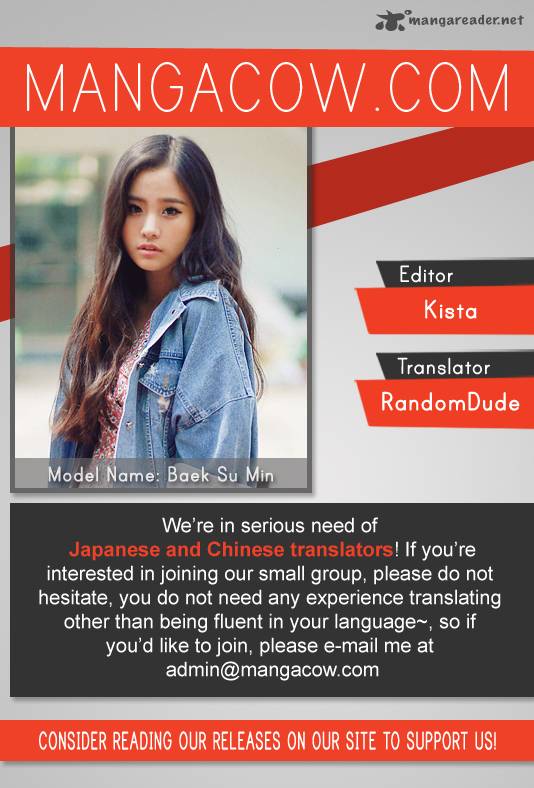 mangareader.net
MANGACOW.COM
Editor
Kista
Translator
RandomDude
Model Name: Baek Su Min
We're in serious need of
Japanese and Chinese translators! If you're
interested in joining our small group, please do not
hesitate, you do not need any experience translating
other than being fluent in your language~, so if
you'd like to join, please e-mail me at
admin@mangacow.com
CONSIDER READING OUR RELEASES ON OUR SITE TO SUPPORT US!